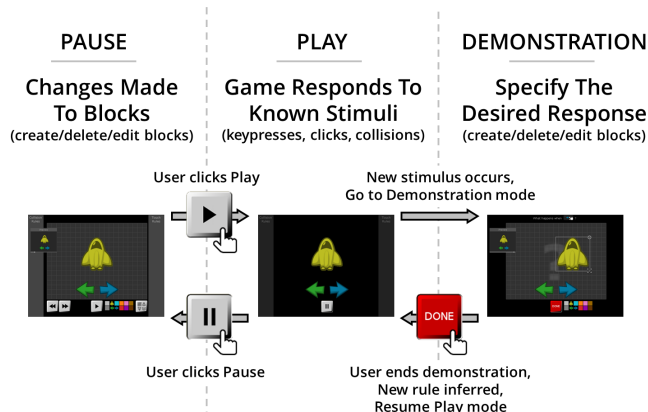 PAUSE
Changes Made
To Blocks
(create/delete/edit blocks)
PLAY
Game Responds To
Known Stimuli
(keypresses, clicks, collisions)
DEMONSTRATION
Specify The
Desired Response
(create/delete/edit blocks)
User clicks Play
New stimulus occurs,
Go to Demonstration mode
DONE
User clicks Pause
User ends demonstration,
New rule inferred,
Resume Play mode